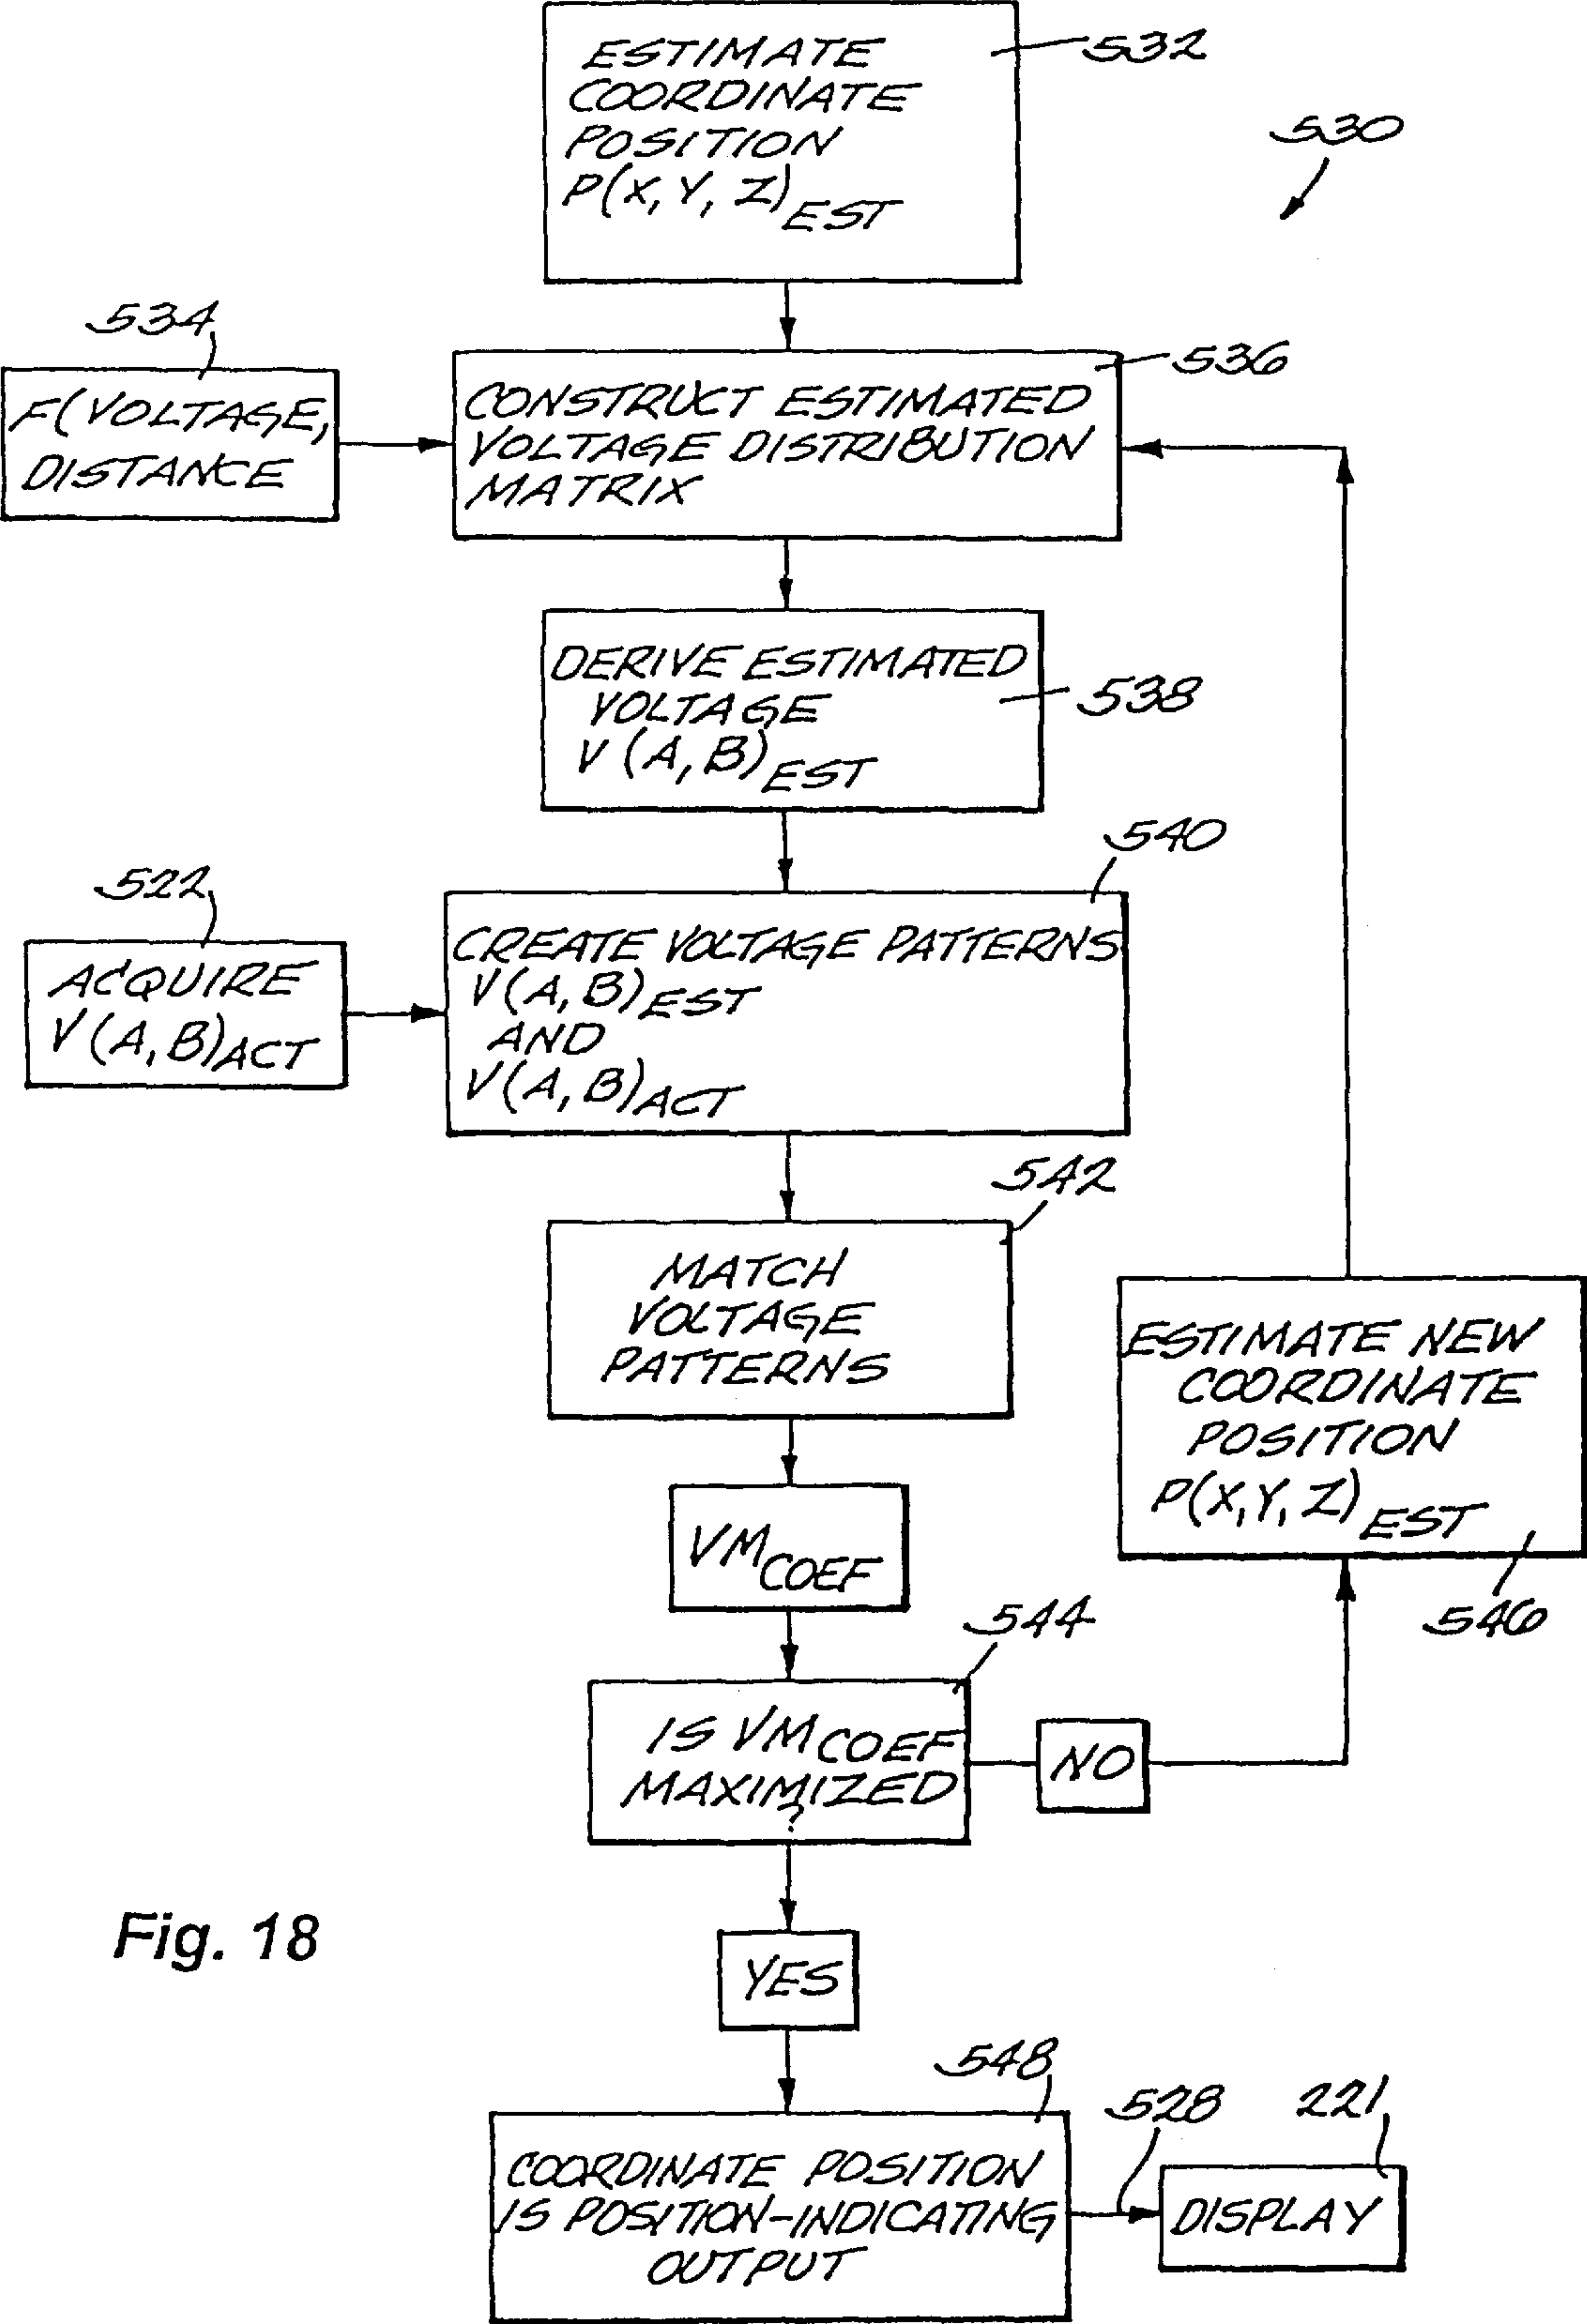 ESTIMATE
COORDINATE
POSITION
P(X, Y, Z)EST
532
530
534
F(VOLTAGE,
DISTANCE
536
CONSTRUCT ESTIMATED
VOLTAGE DISTRIBUTION
MATRIX
DERIVE ESTIMATED
VOLTAGE
V (A, B)EST
538
540
522
ACQUIRE
V (A, B)ACT
CREATE VOLTAGE PATTERNS
V (A, B)EST
AND
V (A, B)ACT
542
MATCH
VOLTAGE
PATTERNS
ESTIMATE NEW
COORDINATE
POSITION
P(X, Y, Z)EST
546
VMCOEF
544
IS VMCOEF
MAXIMIZED
?
NO
Fig. 18
YES
548
528
221
COORDINATE POSITION
IS POSITION-INDICATING
OUTPUT
DISPLAY